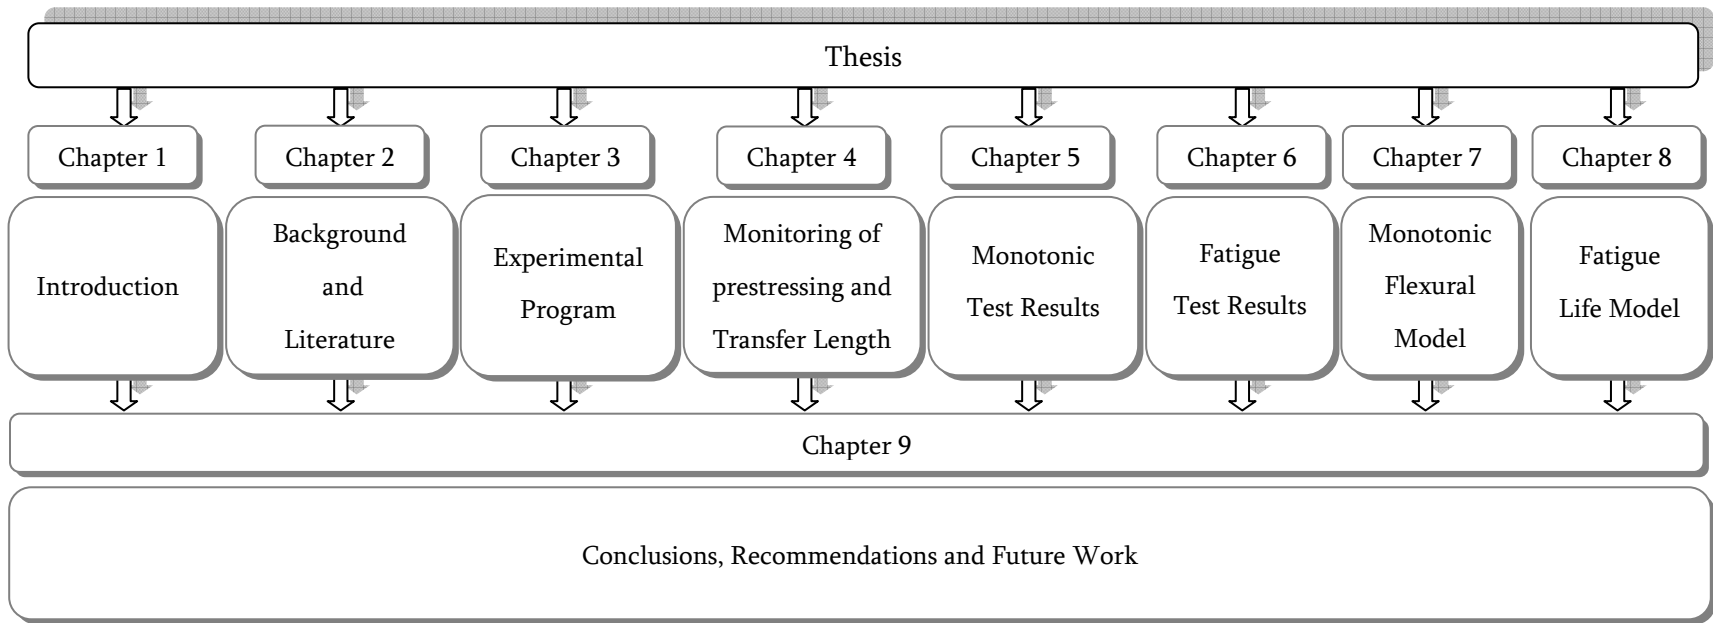 Thesis
Chapter 1
Chapter 2
Chapter 3
Chapter 4
Chapter 5
Chapter 6
Chapter 7
Chapter 8
Introduction
Background
and
Literature
Experimental
Program
Monitoring of
prestressing and
Transfer Length
Monotonic
Test Results
Fatigue
Test Results
Monotonic
Flexural
Model
Fatigue
Life Model
Chapter 9
Conclusions, Recommendations and Future Work